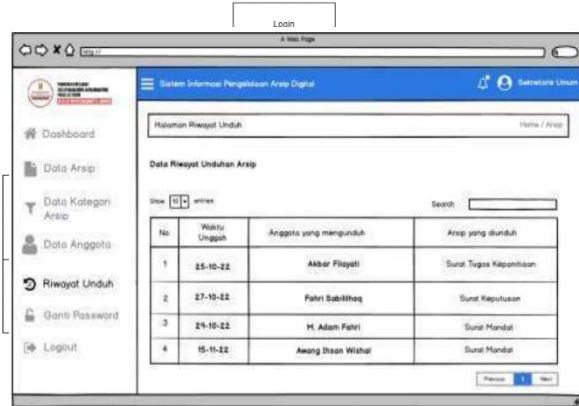 Login
A Web Page
http://
Sistem Informasi Pengelolaan Arsip Digital
Sekretaris Umum
Dashboard
Data Arsip
Data Kategori
Arsip
Data Anggota
Riwayat Unduh
Ganti Password
Logout
Halaman Riwayat Unduh
Home / Arsip
Data Riwayat Unduhan Arsip
Show 10 entries
Search
No Waktu Unggah Anggota yang mengunduh Arsip yang diunduh
1 25-10-22 Akbar Filayati Surat Tugas Kepanitiaan
2 27-10-22 Fahri Sabililhaq Surat Keputusan
3 29-10-22 M. Adam Fahri Surat Mandat
4 15-11-22 Awang Ihsan Wishal Surat Mandat
Previous 1 Next